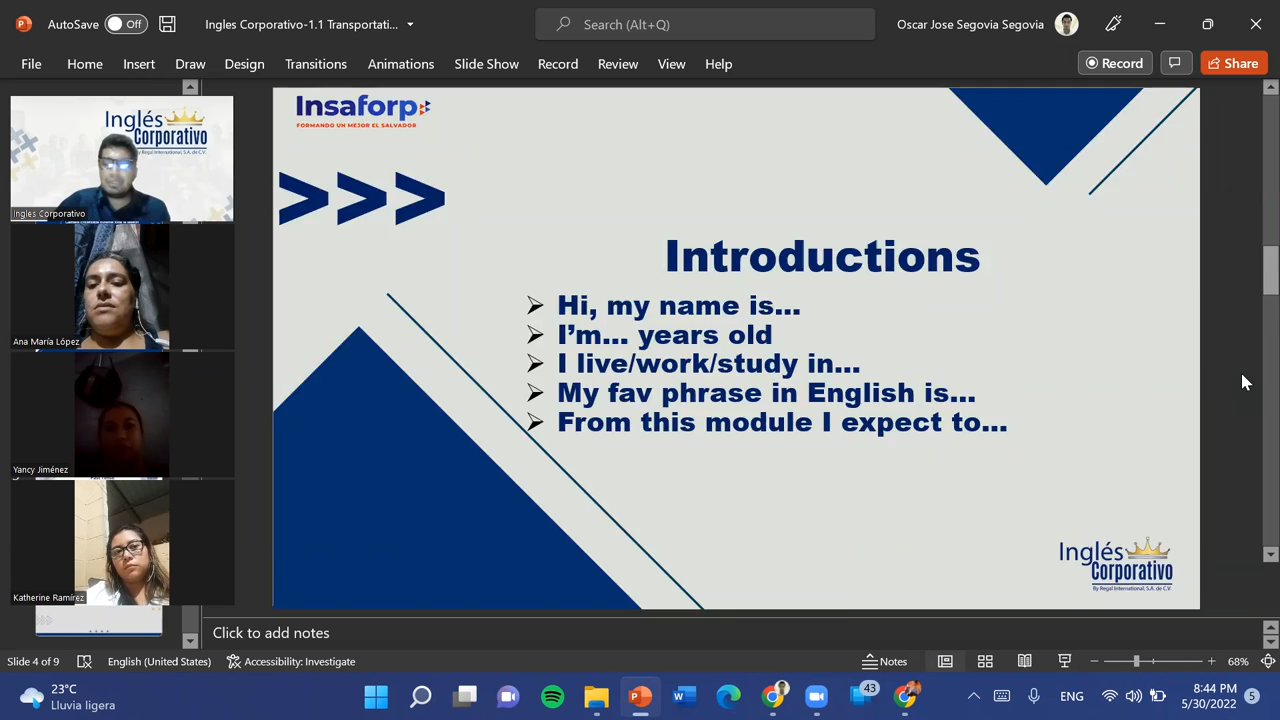 AutoSave Off Ingles Corporativo-1.1 Transportati... Search (Alt+Q) Oscar Jose Segovia Segovia
File Home Insert Draw Design Transitions Animations Slide Show Record Review View Help Record Share
Inglés
Corporativo
By Regal International, S.A. de C.V.
Ingles Corporativo
Ana María López
Yancy Jiménez
Katherine Ramírez
Insaforp
FORMANDO UN MEJOR EL SALVADOR
>>>
Introductions
Hi, my name is...
I’m... years old
I live/work/study in...
My fav phrase in English is...
From this module I expect to...
Inglés
Corporativo
By Regal International, S.A. de C.V.
Click to add notes
Slide 4 of 9 English (United States) Accessibility: Investigate Notes 68%
23°C
Lluvia ligera
43
ENG
8:44 PM
5/30/2022
5